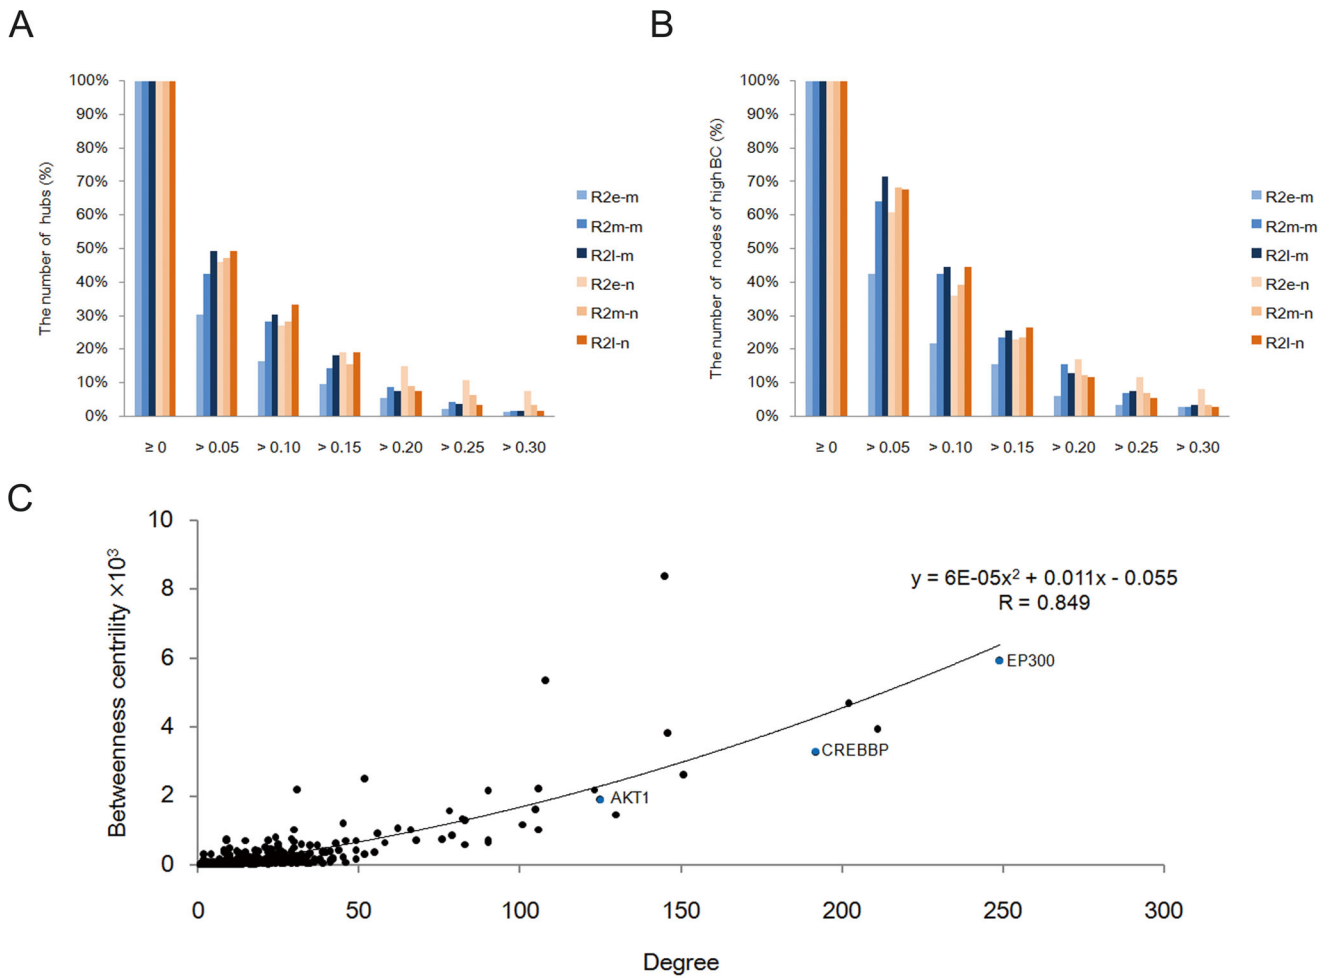 A
The number of hubs (%)
100%
90%
80%
70%
60%
50%
40%
30%
20%
10%
0%
≥ 0 > 0.05 > 0.10 > 0.15 > 0.20 > 0.25 > 0.30
R2e-m
R2m-m
R2l-m
R2e-n
R2m-n
R2l-n
B
The number of nodes of high BC (%)
100%
90%
80%
70%
60%
50%
40%
30%
20%
10%
0%
≥ 0 > 0.05 > 0.10 > 0.15 > 0.20 > 0.25 > 0.30
R2e-m
R2m-m
R2l-m
R2e-n
R2m-n
R2l-n
C
Betweenness centrility ×10³
10
8
6
4
2
0
y = 6E-05x² + 0.011x - 0.055
R = 0.849
EP300
CREBBP
AKT1
0 50 100 150 200 250 300
Degree